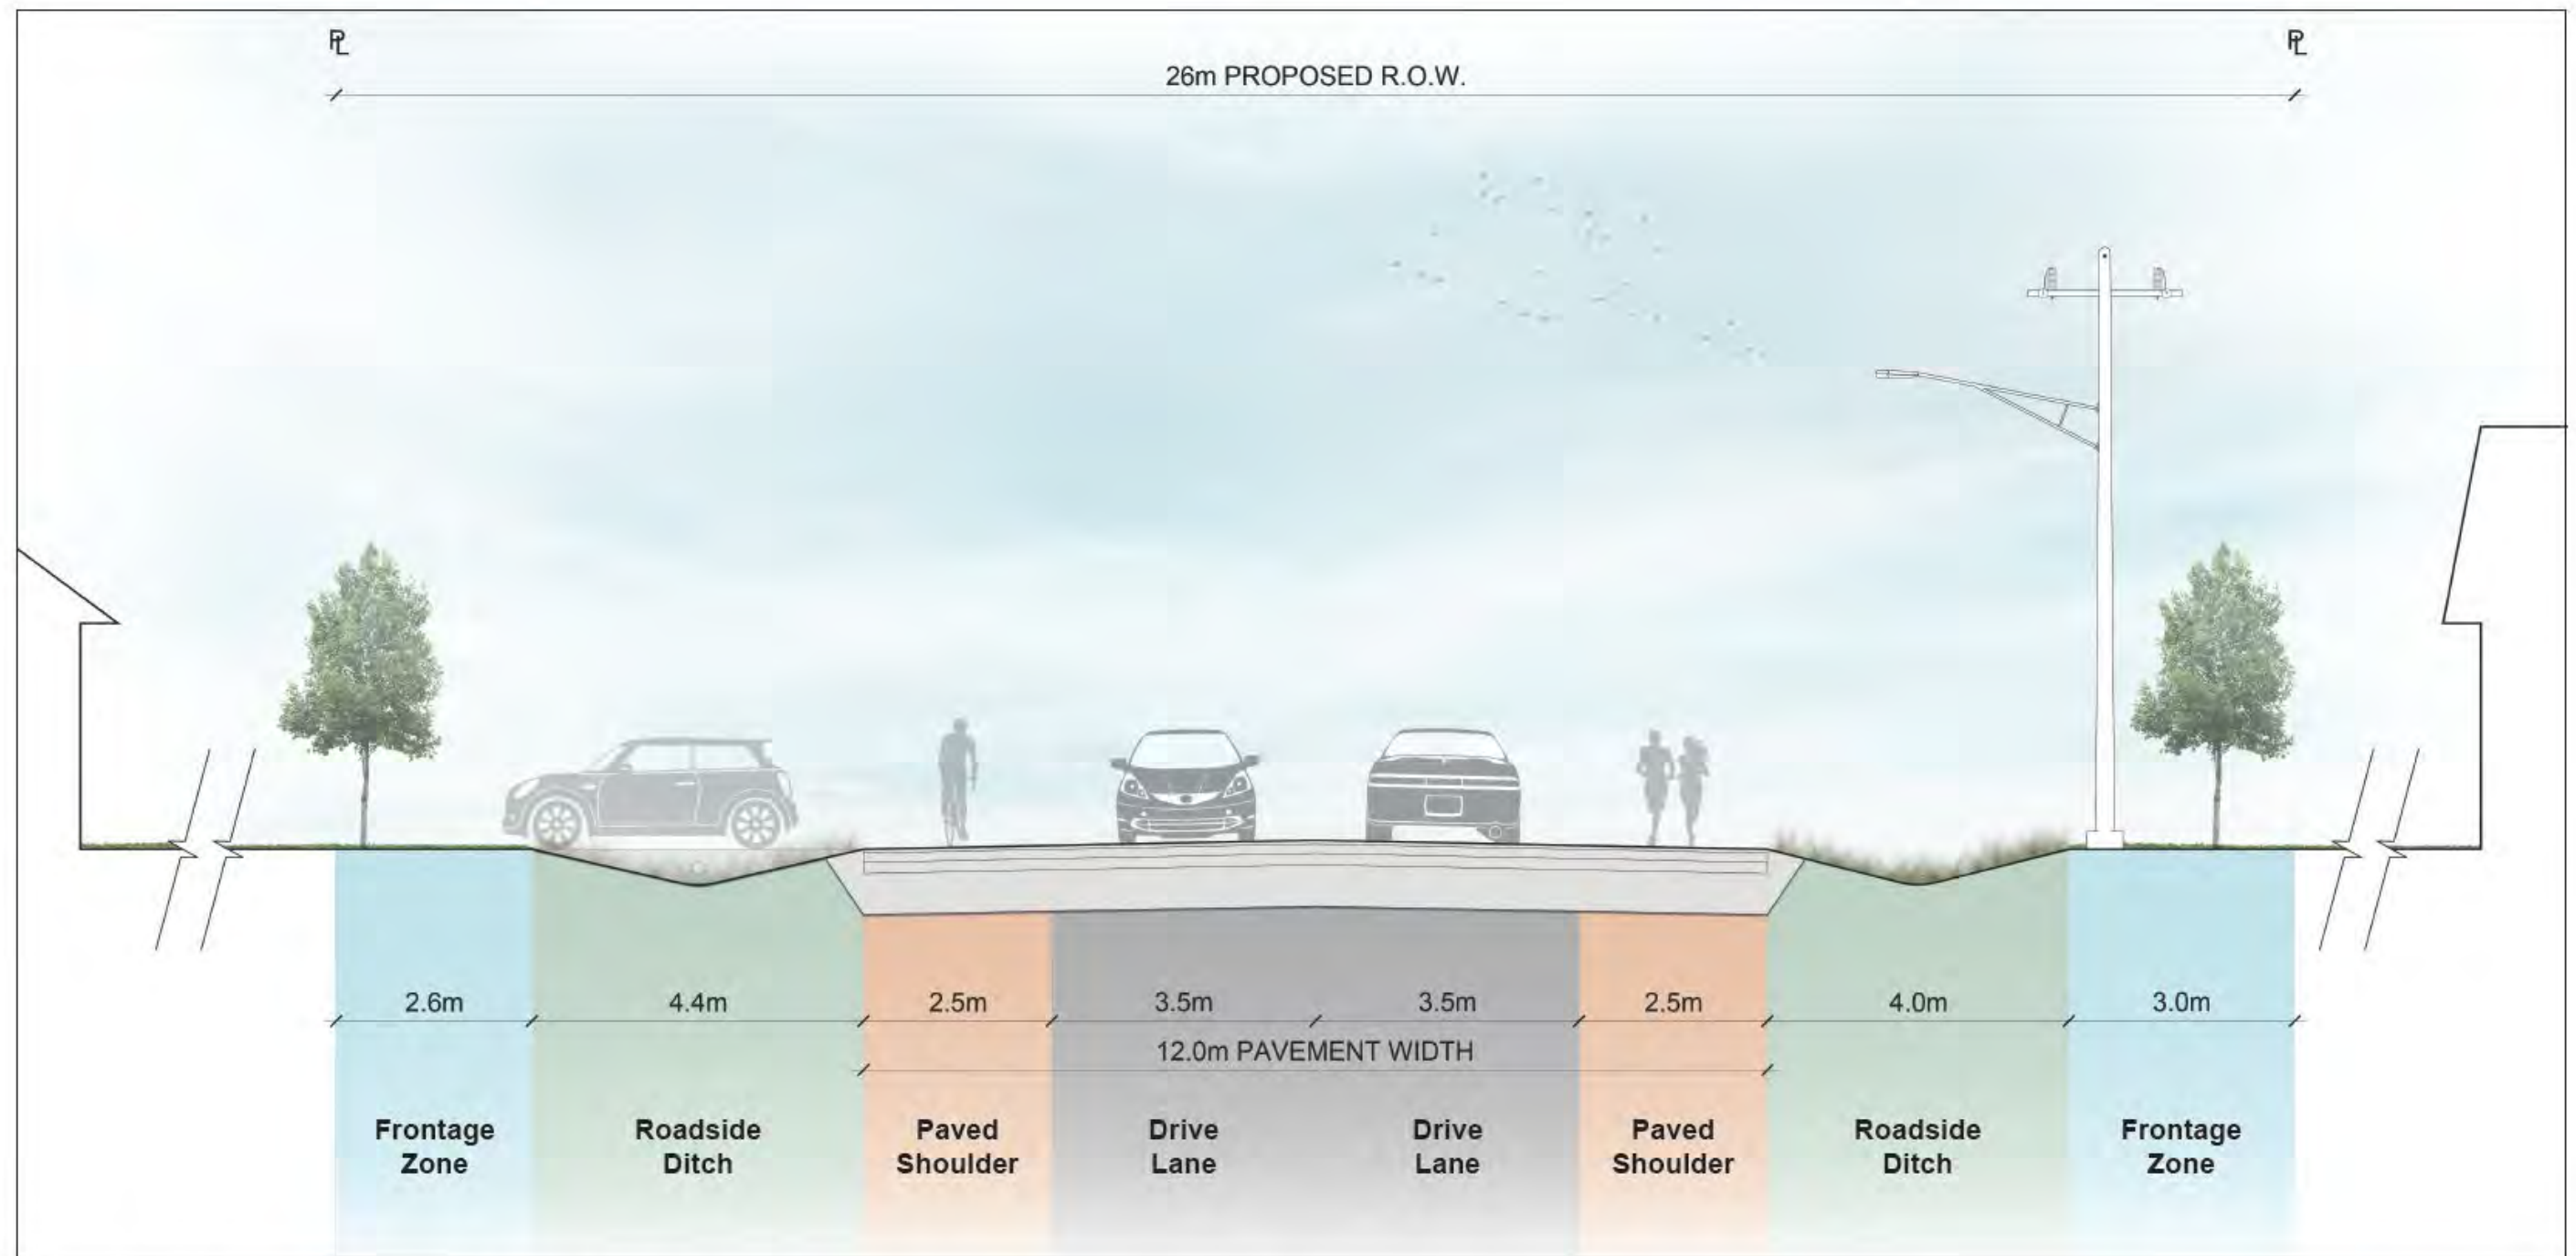 PL PL
26m PROPOSED R.O.W.
2.6m 4.4m 2.5m 3.5m 3.5m 2.5m 4.0m 3.0m
12.0m PAVEMENT WIDTH
Frontage Roadside Paved Drive Drive Paved Roadside Frontage
Zone Ditch Shoulder Lane Lane Shoulder Ditch Zone